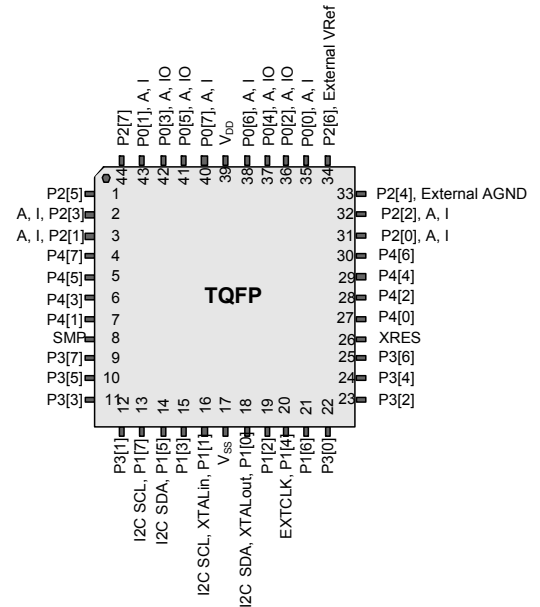 P2[7]
P0[1], A, I
P0[3], A, IO
P0[5], A, IO
P0[7], A, I
VDD
P0[6], A, I
P0[4], A, IO
P0[2], A, IO
P0[0], A, I
P2[6], External VRef
44
43
42
41
40
39
38
37
36
35
34
P2[5] 1
A, I, P2[3] 2
A, I, P2[1] 3
P4[7] 4
P4[5] 5
P4[3] 6
P4[1] 7
SMP 8
P3[7] 9
P3[5] 10
P3[3] 11
TQFP
33 P2[4], External AGND
32 P2[2], A, I
31 P2[0], A, I
30 P4[6]
29 P4[4]
28 P4[2]
27 P4[0]
26 XRES
25 P3[6]
24 P3[4]
23 P3[2]
12
13
14
15
16
17
18
19
20
21
22
P3[1]
I2C SCL, P1[7]
I2C SDA, P1[5]
P1[3]
I2C SCL, XTALin, P1[1]
VSS
I2C SDA, XTALout, P1[0]
P1[2]
EXTCLK, P1[4]
P1[6]
P3[0]